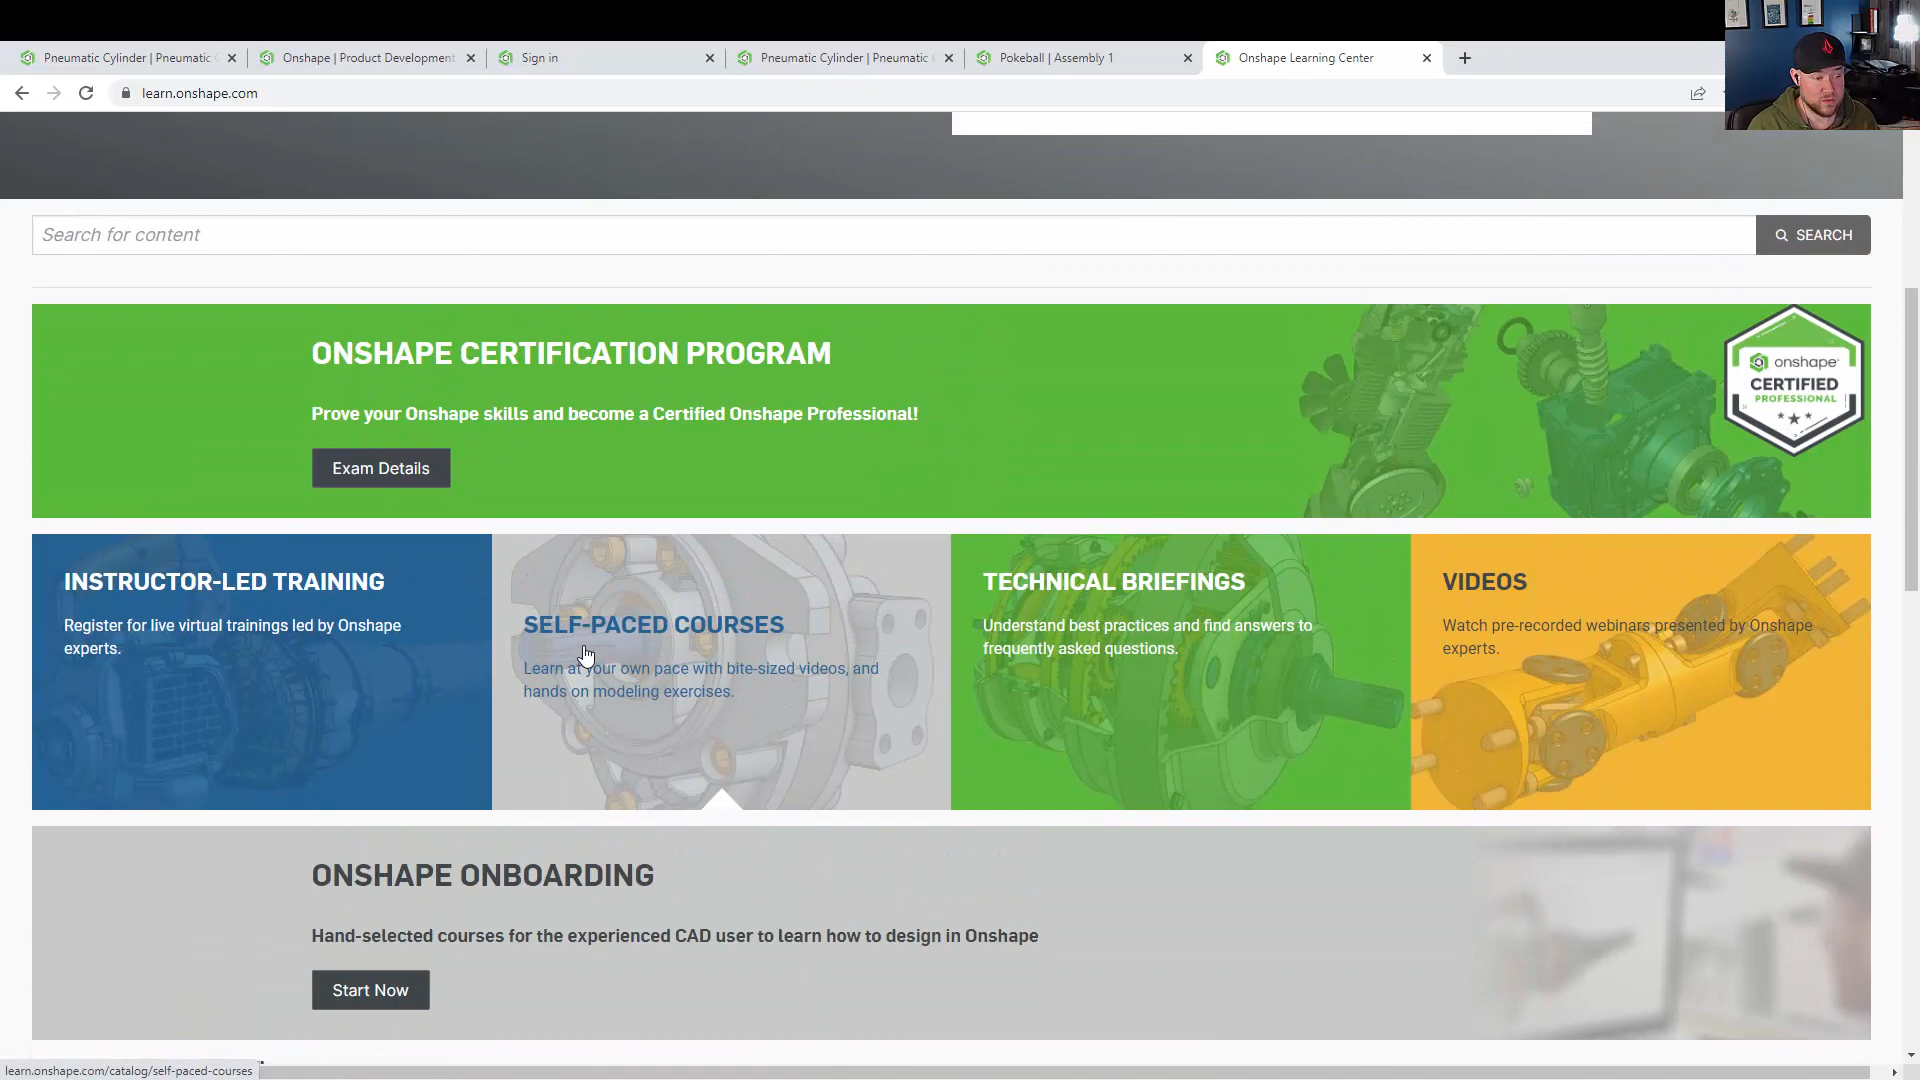 Pneumatic Cylinder | Pneumatic
Onshape | Product Development
Sign in
Pneumatic Cylinder | Pneumatic
Pokeball | Assembly 1
Onshape Learning Center
learn.onshape.com
Search for content
SEARCH
ONSHAPE CERTIFICATION PROGRAM
Prove your Onshape skills and become a Certified Onshape Professional!
Exam Details
onshape
CERTIFIED
PROFESSIONAL
INSTRUCTOR-LED TRAINING
Register for live virtual trainings led by Onshape
experts.
SELF-PACED COURSES
Learn at your own pace with bite-sized videos, and
hands on modeling exercises.
TECHNICAL BRIEFINGS
Understand best practices and find answers to
frequently asked questions.
VIDEOS
Watch pre-recorded webinars presented by Onshape
experts.
ONSHAPE ONBOARDING
Hand-selected courses for the experienced CAD user to learn how to design in Onshape
Start Now
learn.onshape.com/catalog/self-paced-courses